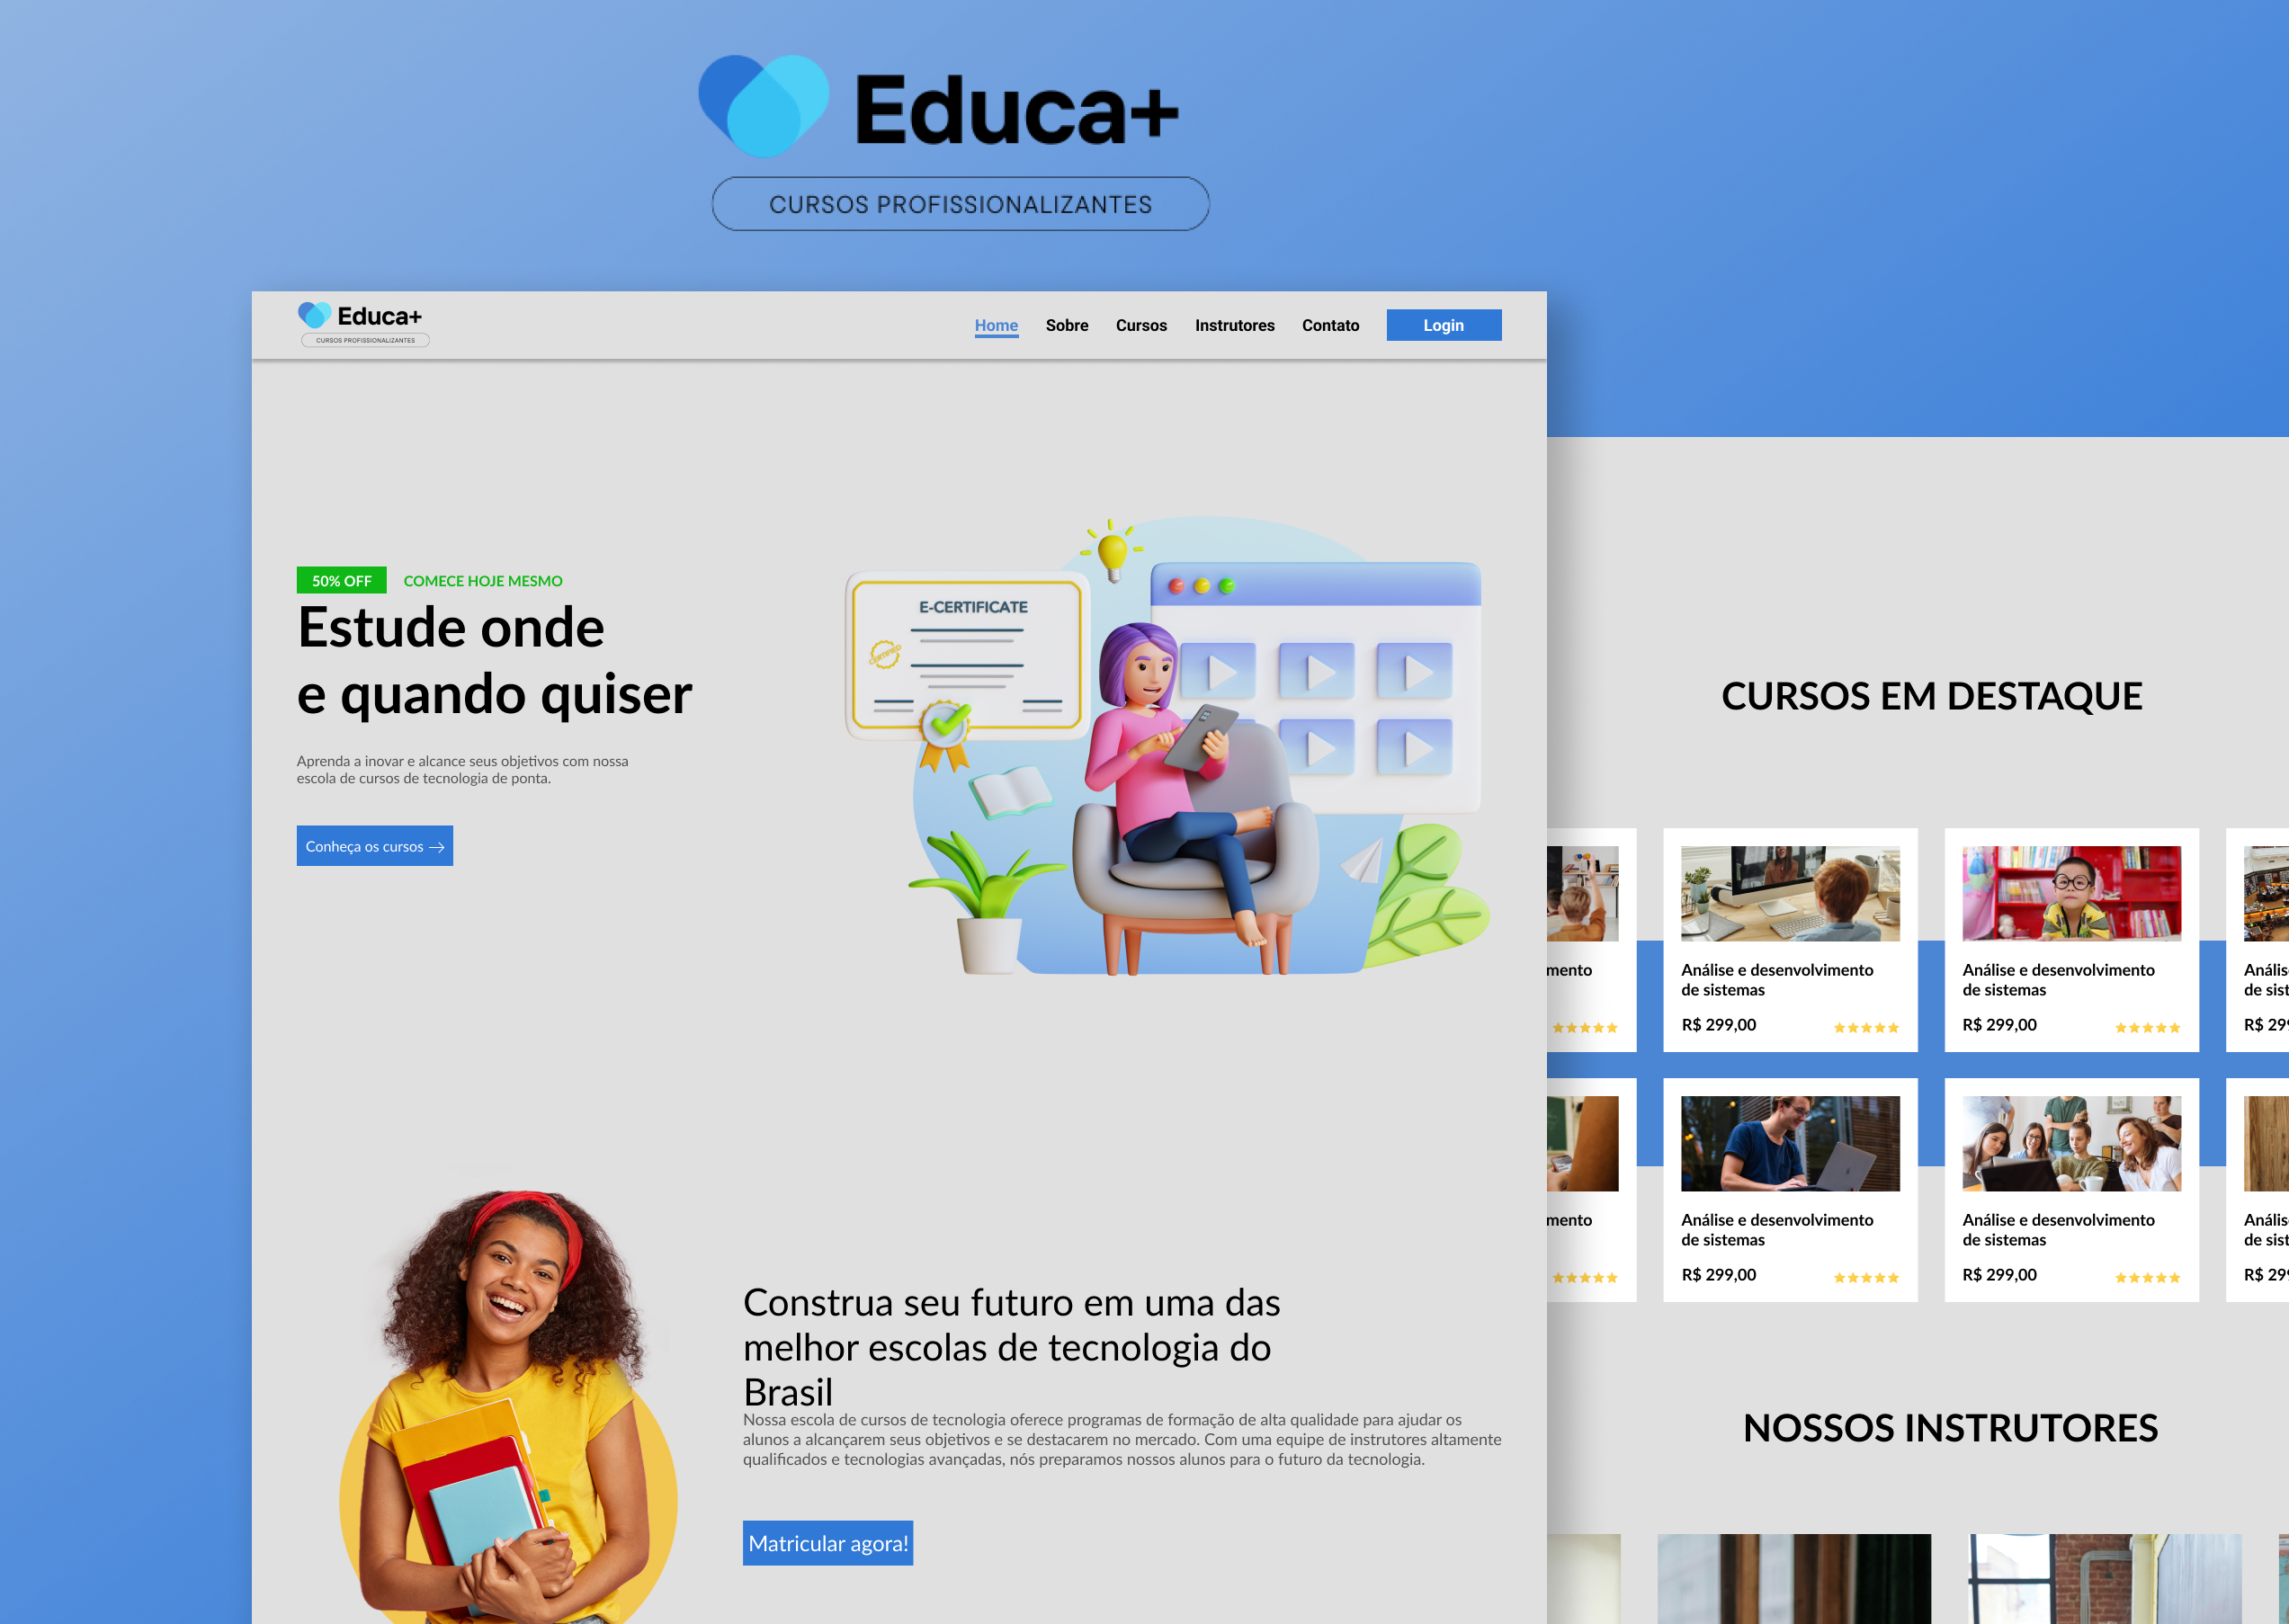 Educa+
CURSOS PROFISSIONALIZANTES
Educa+
CURSOS PROFISSIONALIZANTES
Home
Sobre
Cursos
Instrutores
Contato
Login
50% OFF
COMECE HOJE MESMO
Estude onde
e quando quiser
Aprenda a inovar e alcance seus objetivos com nossa
escola de cursos de tecnologia de ponta.
Conheça os cursos →
E-CERTIFICATE
CERTIFIED
Construa seu futuro em uma das
melhor escolas de tecnologia do
Brasil
Nossa escola de cursos de tecnologia oferece programas de formação de alta qualidade para ajudar os
alunos a alcançarem seus objetivos e se destacarem no mercado. Com uma equipe de instrutores altamente
qualificados e tecnologias avançadas, nós preparamos nossos alunos para o futuro da tecnologia.
Matricular agora!
CURSOS EM DESTAQUE
mento
Análise e desenvolvimento
de sistemas
R$ 299,00
Análise e desenvolvimento
de sistemas
R$ 299,00
Anális
de sist
R$ 29
mento
Análise e desenvolvimento
de sistemas
R$ 299,00
Análise e desenvolvimento
de sistemas
R$ 299,00
Anális
de sist
R$ 29
NOSSOS INSTRUTORES